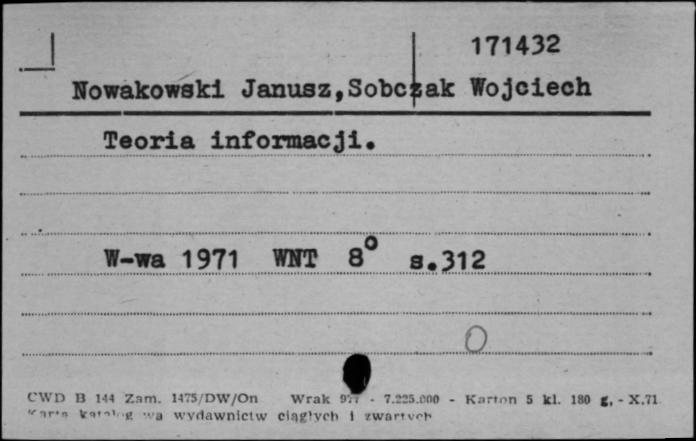 171432
Nowakowski Janusz,Sobczak Wojciech
Teoria informacji.
W-wa 1971 WNT 8° s.312
CWD B 144 Zam. 1475/DW/On Wrak - 7.225.000 - Karton 5 kl. 180 g, - X.71
Karta wydawnictw ciągłych i zwartych